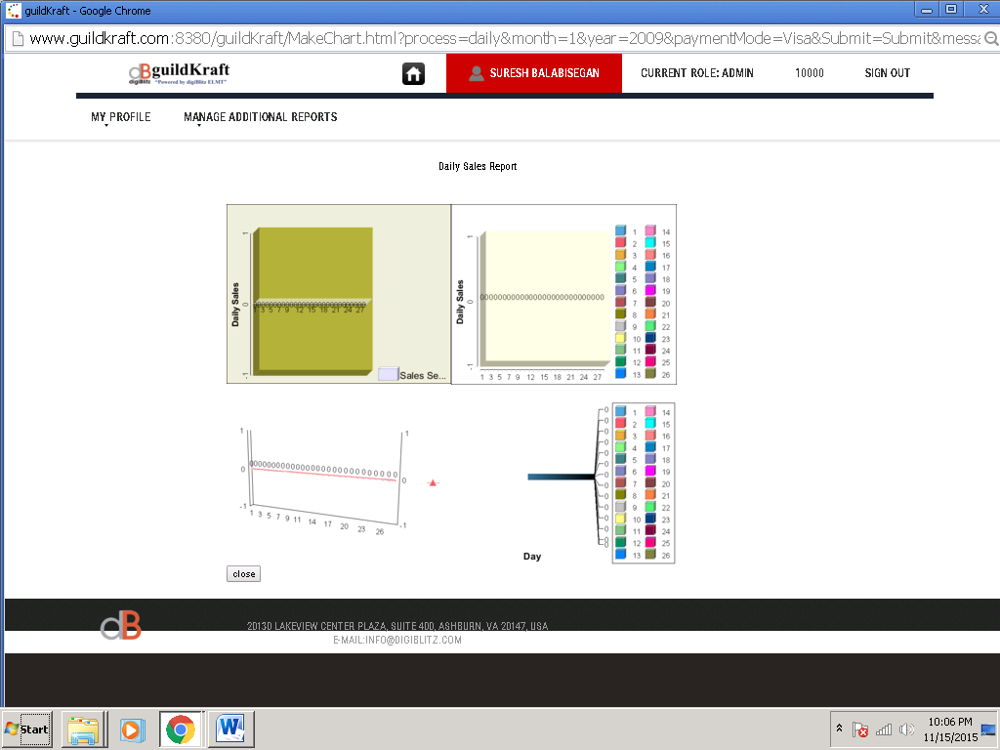 guildKraft - Google Chrome
www.guildkraft.com:8380/guildKraft/MakeChart.html?process=daily&month=1&year=2009&paymentMode=Visa&Submit=Submit&messa
dB guildKraft
digiBlitz "Powered by digiBlitz ELMT"
SURESH BALABISEGAN
CURRENT ROLE: ADMIN
10000
SIGN OUT
MY PROFILE
MANAGE ADDITIONAL REPORTS
Daily Sales Report
Daily Sales
1
0
-1
1 3 5 7 9 12 15 18 21 24 27
Sales Se...
Daily Sales
1
0
-1
1 3 5 7 9 12 15 18 21 24 27
1 14
2 15
3 16
4 17
5 18
6 19
7 20
8 21
9 22
10 23
11 24
12 25
13 26
1
0
-1
1
0
-1
1 3 5 7 9 11 14 17 20 23 26
Day
1 14
2 15
3 16
4 17
5 18
6 19
7 20
8 21
9 22
10 23
11 24
12 25
13 26
close
dB
20130 LAKEVIEW CENTER PLAZA, SUITE 400, ASHBURN, VA 20147, USA
E-MAIL:INFO@DIGIBLITZ.COM
Start
10:06 PM
11/15/2015